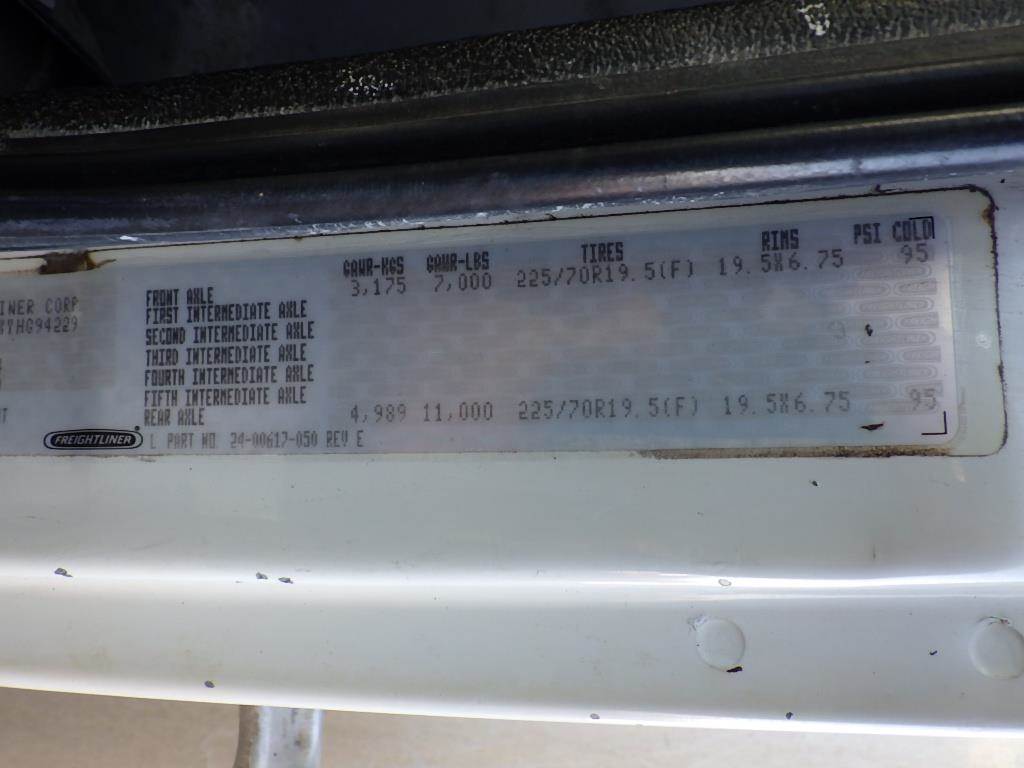 GAWR-KGS GAWR-LBS TIRES RIMS PSI COLD
FRONT AXLE 3,175 7,000 225/70R19.5(F) 19.5X6.75 95
INER CORP FIRST INTERMEDIATE AXLE
YHG94229 SECOND INTERMEDIATE AXLE
THIRD INTERMEDIATE AXLE
FOURTH INTERMEDIATE AXLE
FIFTH INTERMEDIATE AXLE
REAR AXLE 4,989 11,000 225/70R19.5(F) 19.5X6.75 95
FREIGHTLINER L PART NO 24-00617-050 REV E